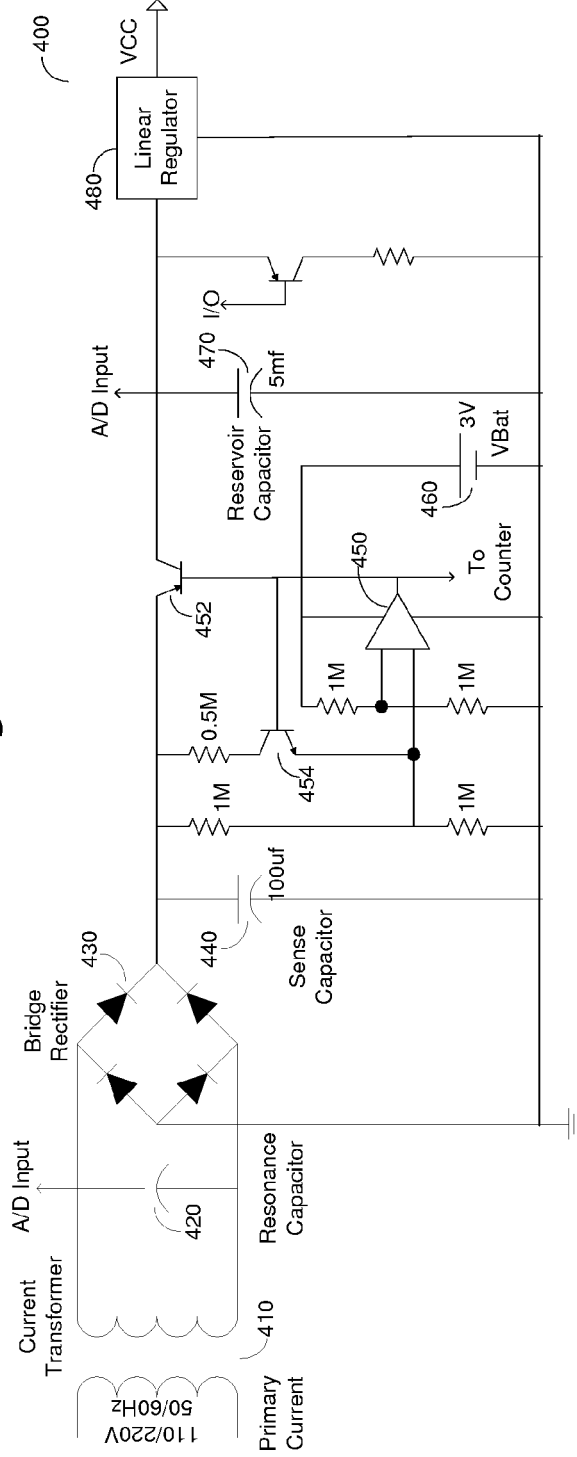 400
110/220V
50/60Hz
Primary
Current
410
Current
Transformer
A/D Input
420
Resonance
Capacitor
Bridge
Rectifier
430
440
100uf
Sense
Capacitor
1M
1M
0.5M
454
452
1M
1M
450
To
Counter
460
3V
VBat
A/D Input
Reservoir
Capacitor
470
5mf
I/O
480
Linear
Regulator
VCC